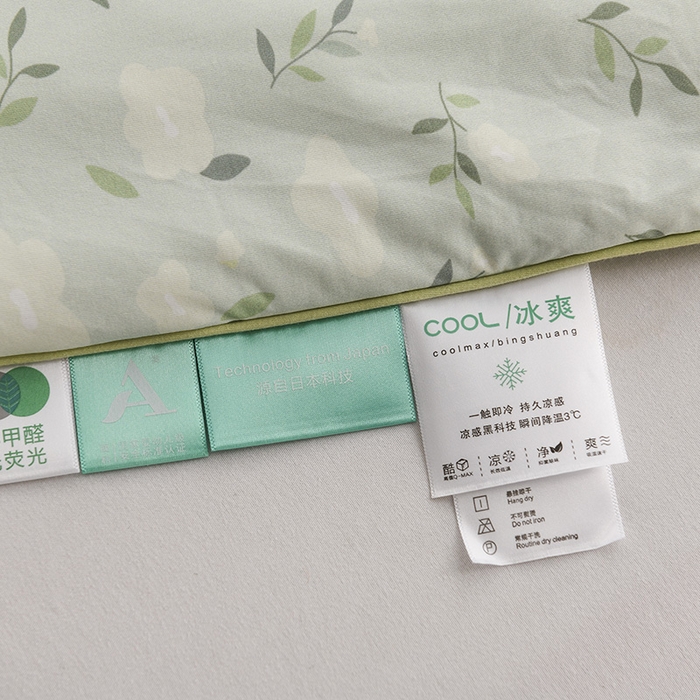 甲醛
荧光
A
Technology from Japan
源自日本科技
COOL/冰爽
coolmax/bingshuang
一触即冷 持久凉感
凉感黑科技 瞬间降温3℃
酷 凉 净 爽
悬挂晾干
Hang dry
不可熨烫
Do not iron
常规干洗
Routine dry cleaning